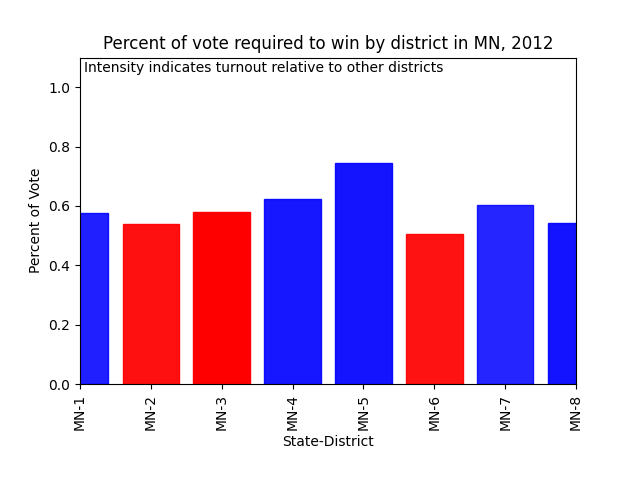 Percent of vote required to win by district in MN, 2012
Intensity indicates turnout relative to other districts
1.0
0.8
0.6
0.4
0.2
0.0
Percent of Vote
MN-1
MN-2
MN-3
MN-4
MN-5
MN-6
MN-7
MN-8
State-District